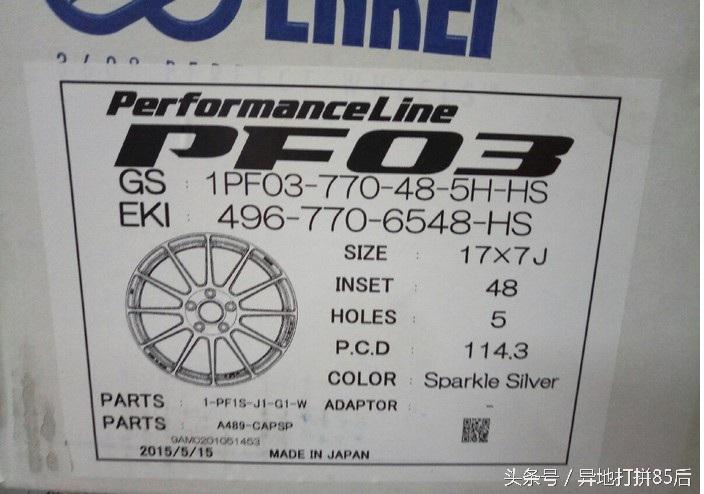 ENKEI
PerformanceLine
PF03
GS : 1PF03-770-48-5H-HS
EKI : 496-770-6548-HS
SIZE : 17×7J
INSET : 48
HOLES : 5
P.C.D : 114.3
COLOR : Sparkle Silver
PARTS : 1-PF1S-J1-G1-W ADAPTOR : -
PARTS : A489-CAPSP
9AM0201051453
2015/5/15 MADE IN JAPAN
头条号 / 异地打拼85后